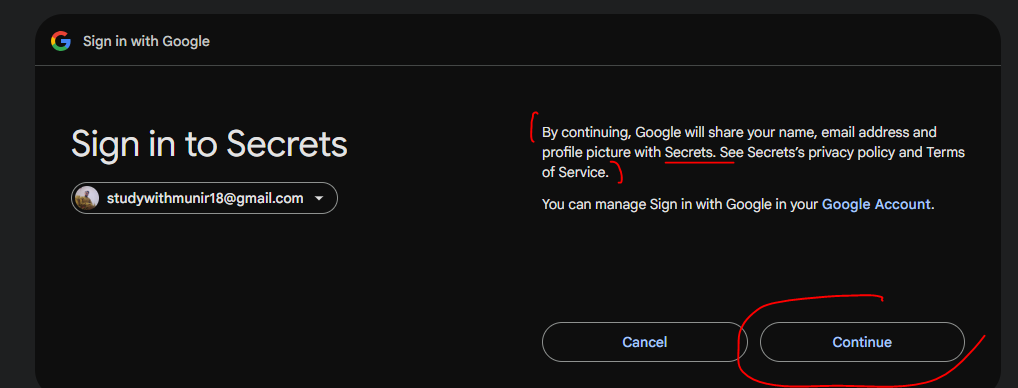 Sign in with Google
Sign in to Secrets
studywithmunir18@gmail.com
By continuing, Google will share your name, email address and
profile picture with Secrets. See Secrets's privacy policy and Terms
of Service.
You can manage Sign in with Google in your Google Account.
Cancel
Continue